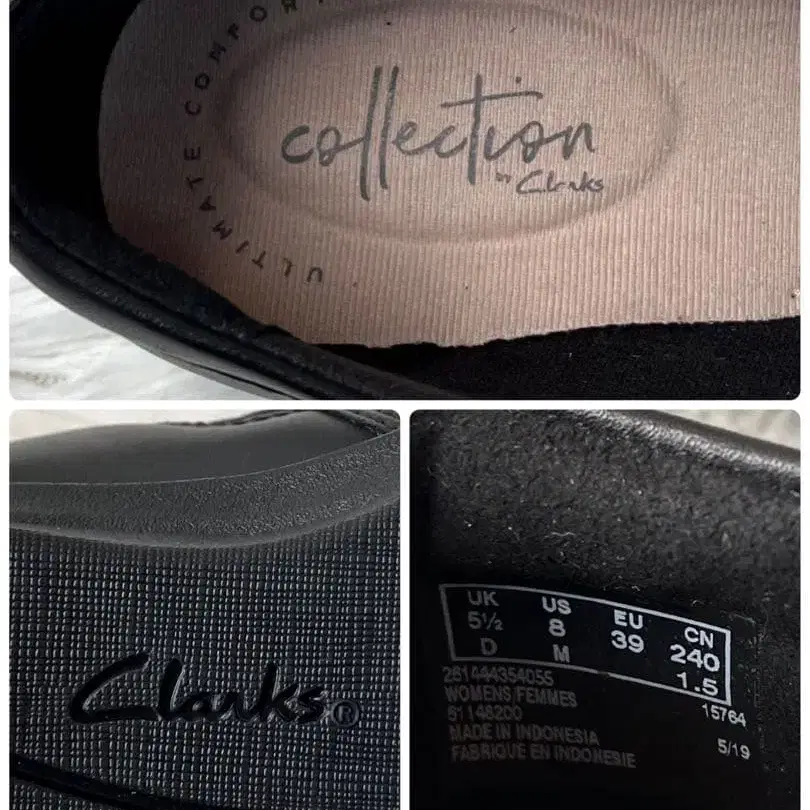 ULTIMATE COMFORT
collection
by Clarks
Clarks®
UK US EU CN
5½ 8 39 240
D M 1.5
261444354055
WOMENS FEMMES
15764
MADE IN INDONESIA
FABRIQUE EN INDONESIE
5/19